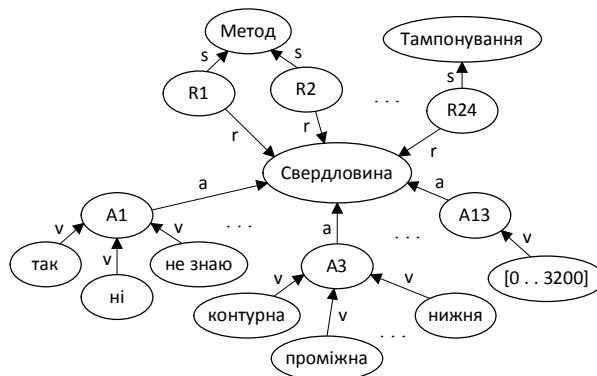 Метод
Тампонування
s
s
s
R1
R2
. . .
R24
r
r
r
Свердловина
a
a
a
A1
. . .
. . .
A13
v
v
v
v
так
ні
не знаю
A3
[0 . . 3200]
v
v
v
контурна
проміжна
. . .
нижня